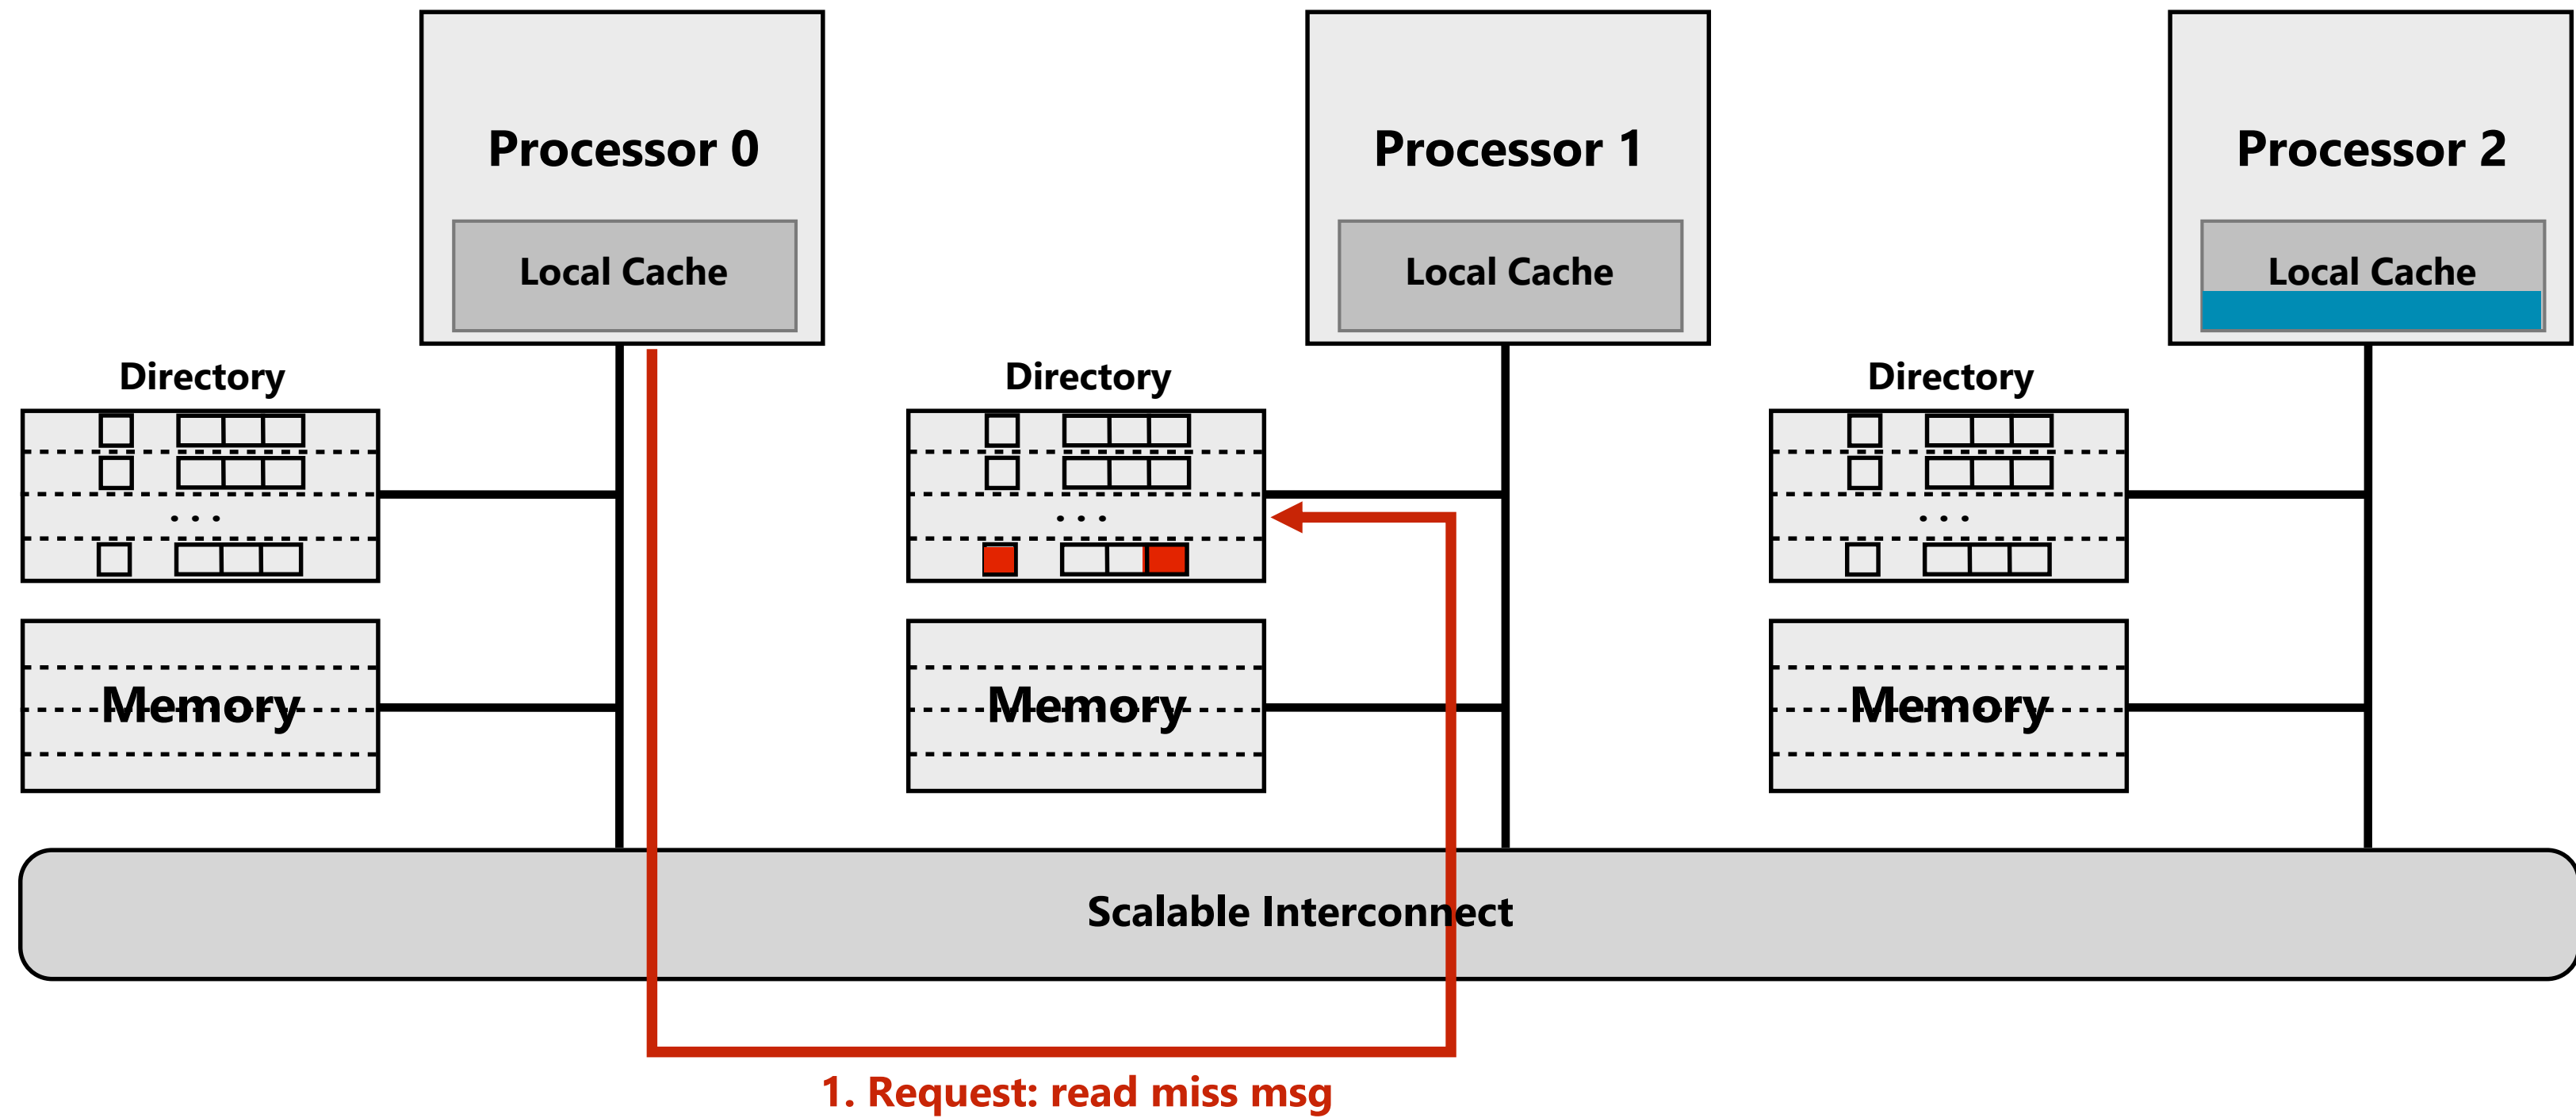 Processor 0
Processor 1
Processor 2
Local Cache
Local Cache
Local Cache
Directory
Directory
Directory
. . .
. . .
. . .
Memory
Memory
Memory
Scalable Interconnect
1. Request: read miss msg